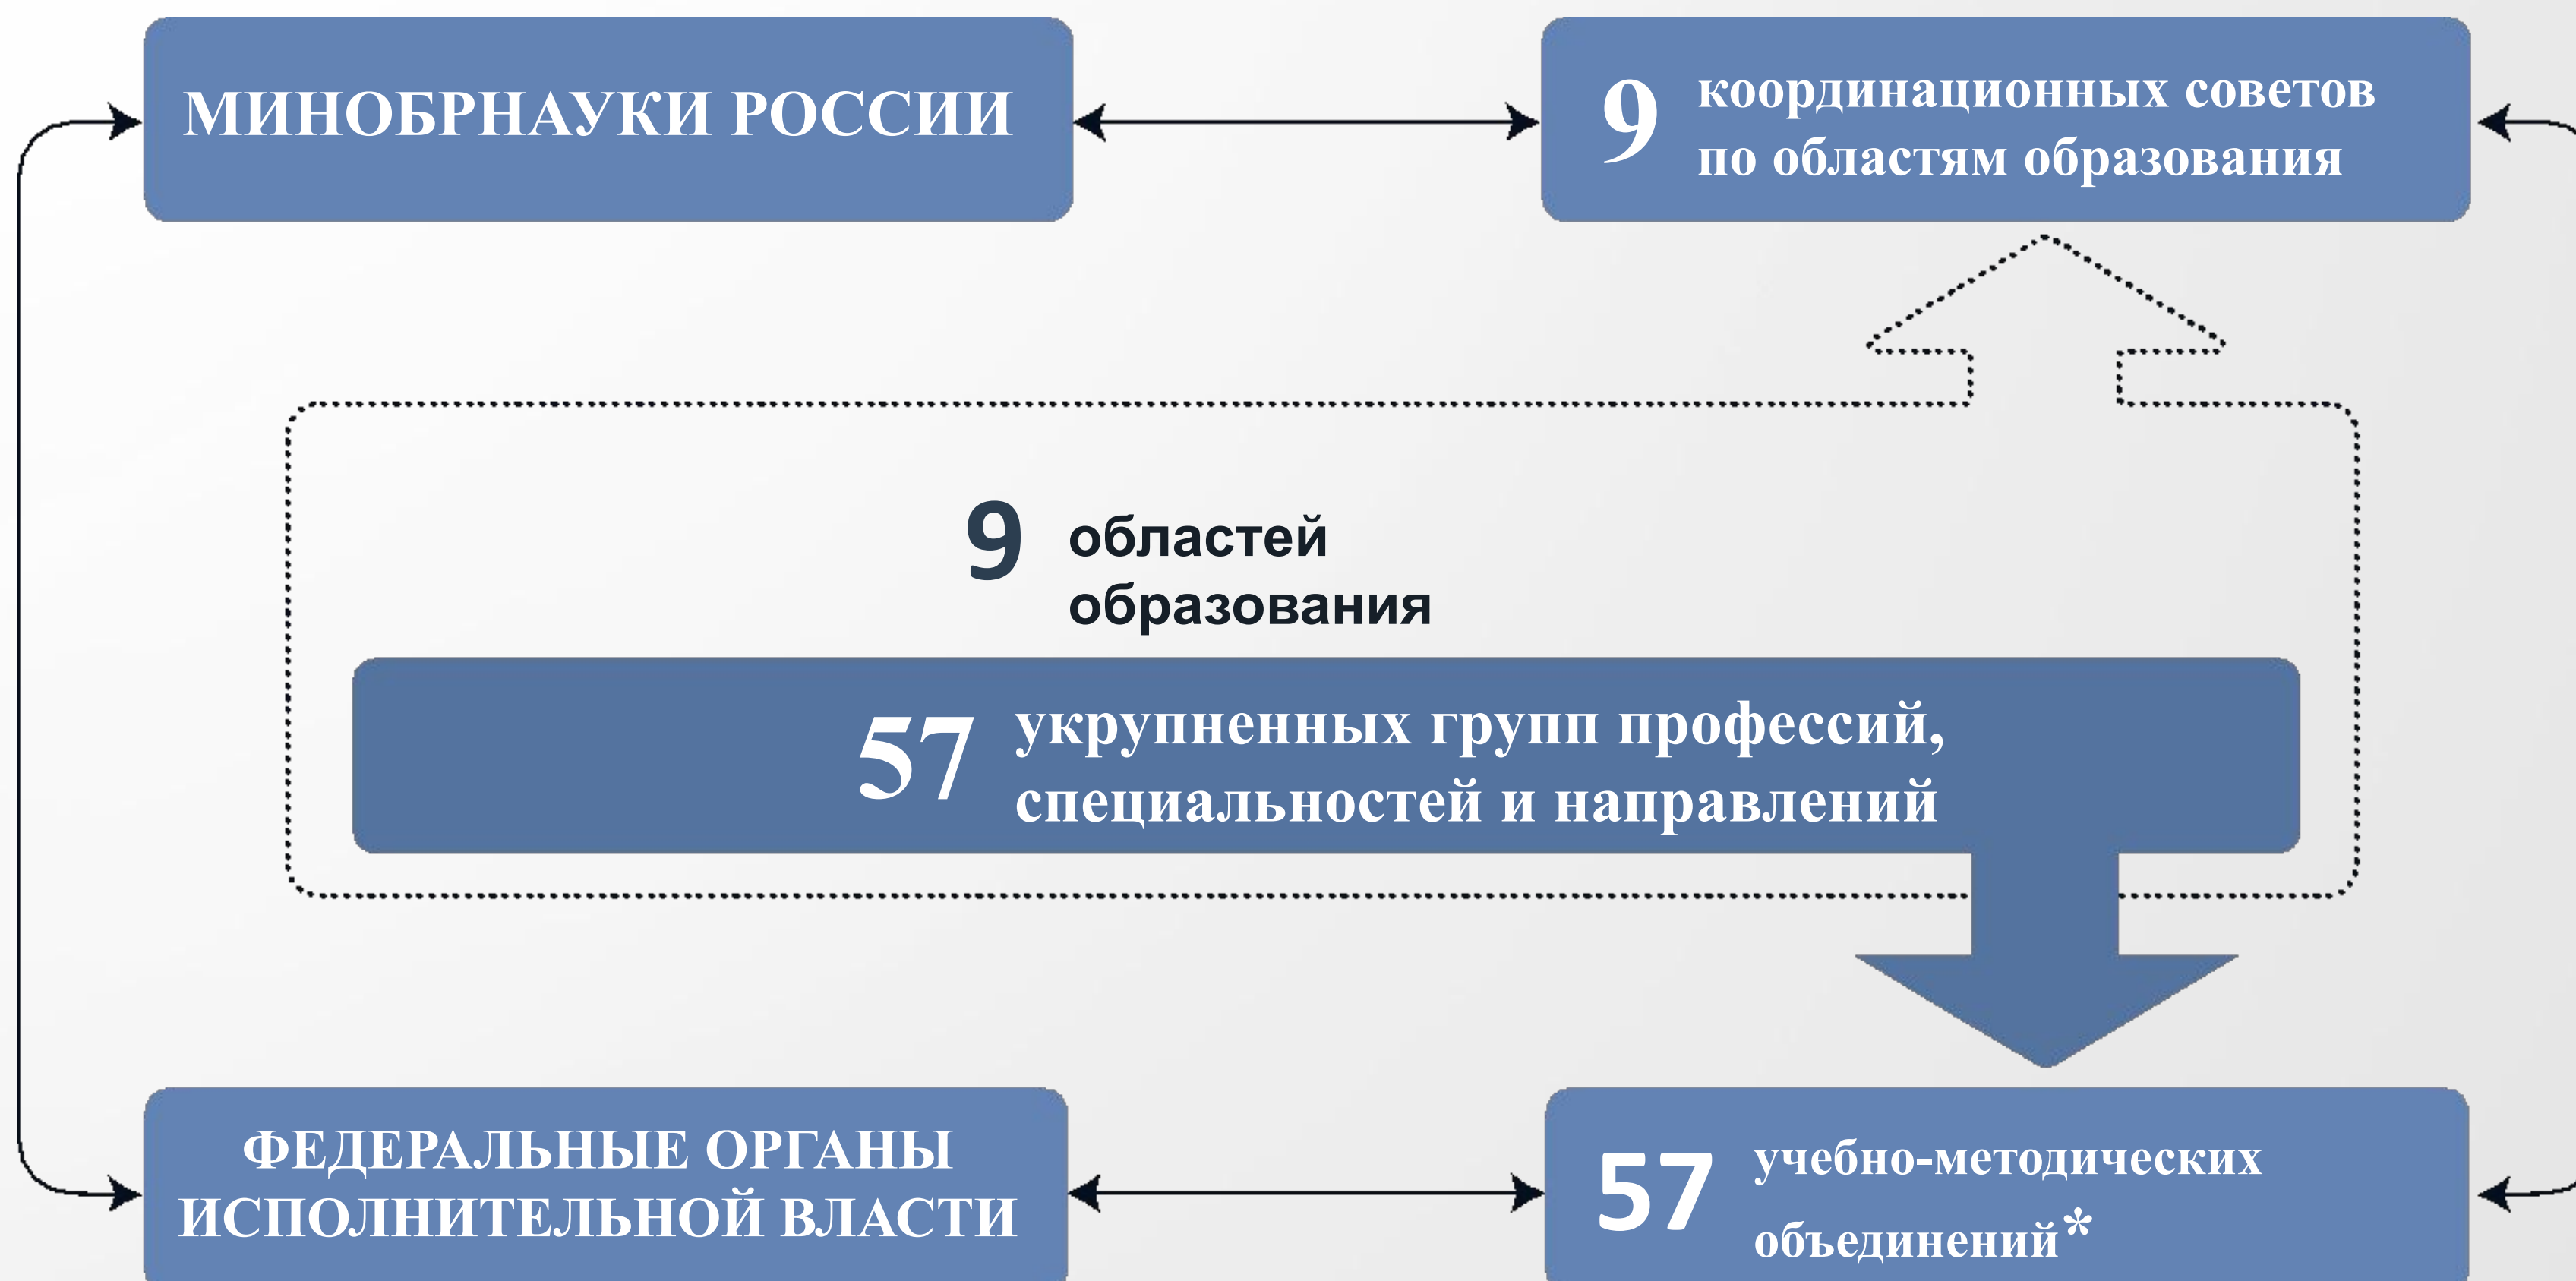 МИНОБРНАУКИ РОССИИ
9 координационных советов
по областям образования
9 областей
образования
57 укрупненных групп профессий,
специальностей и направлений
ФЕДЕРАЛЬНЫЕ ОРГАНЫ
ИСПОЛНИТЕЛЬНОЙ ВЛАСТИ
57 учебно-методических
объединений*